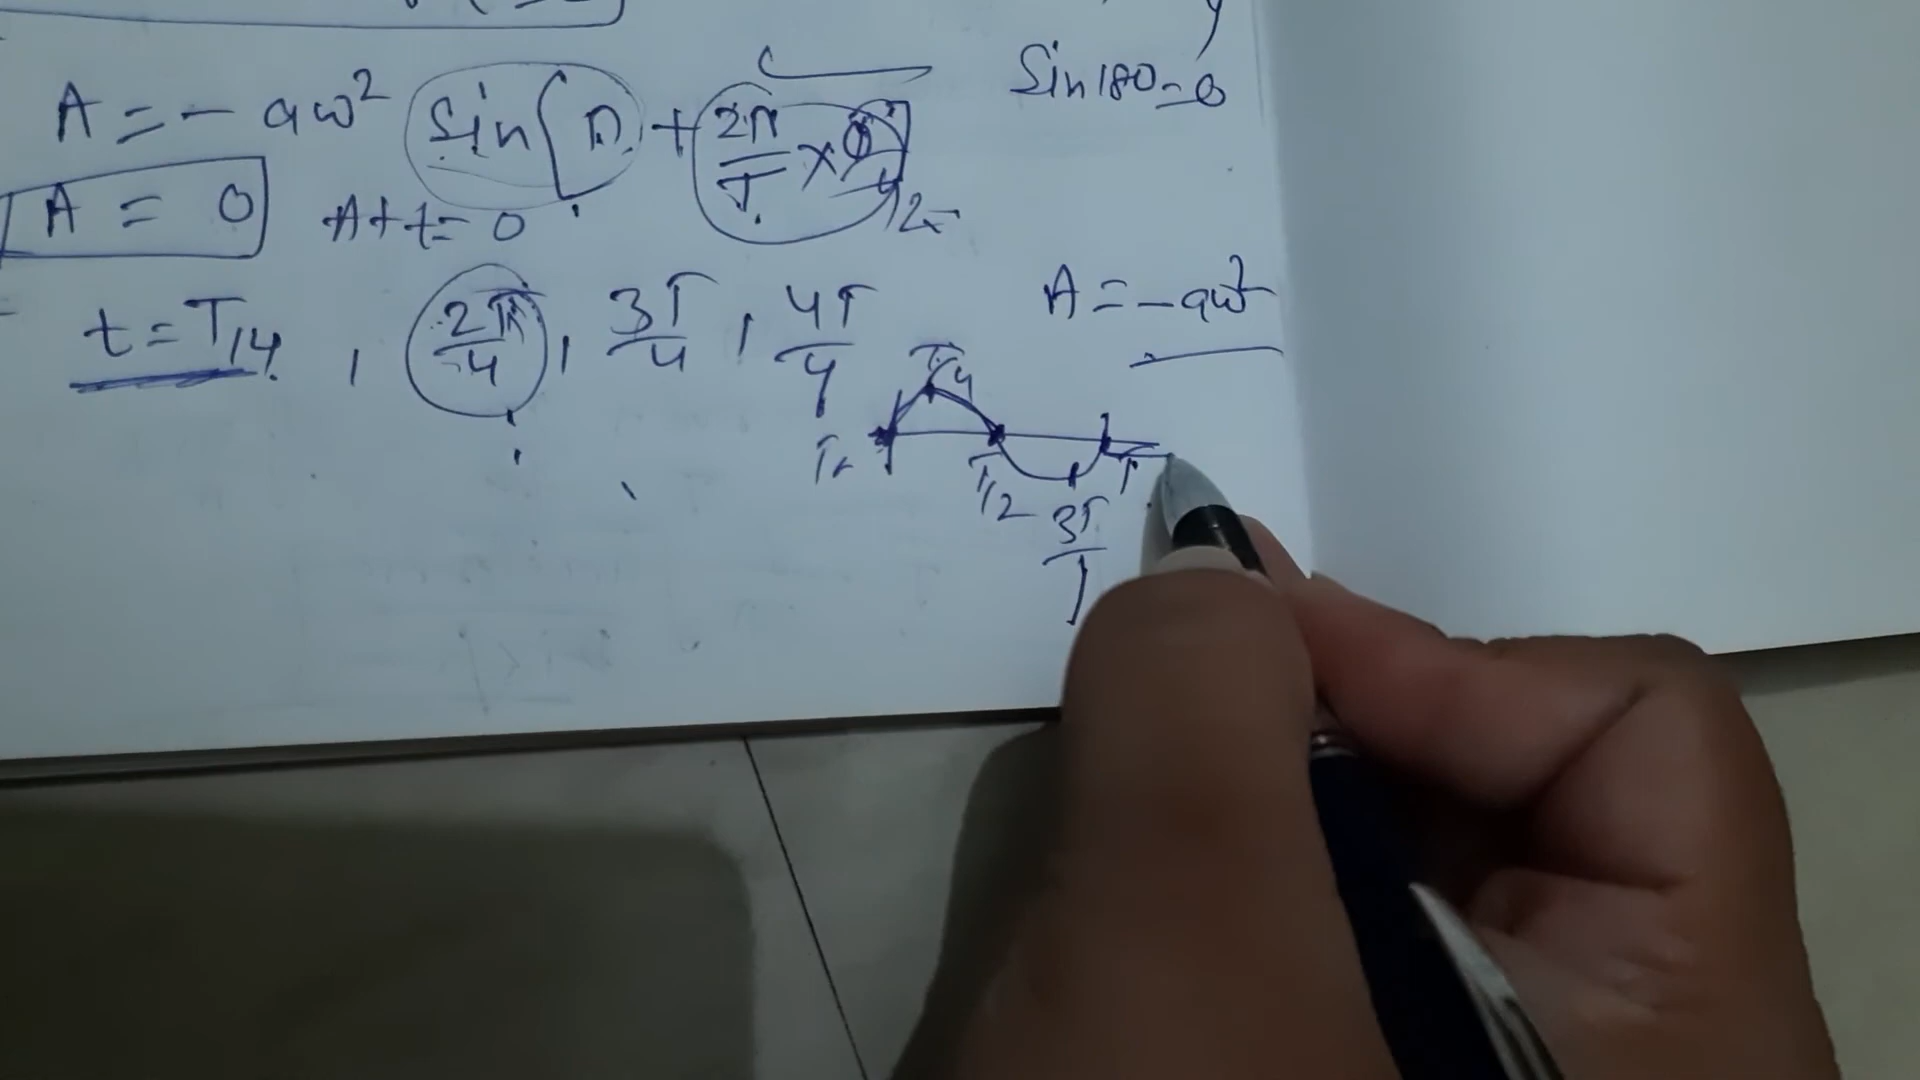 Sin 180 = 0
A = - aω² sin(π + 2π/T × 0
A = 0 At t = 0
A = - aω²
t = T/4, 2T/4, 3T/4, 4T/4
T/4
T/2
T
3T